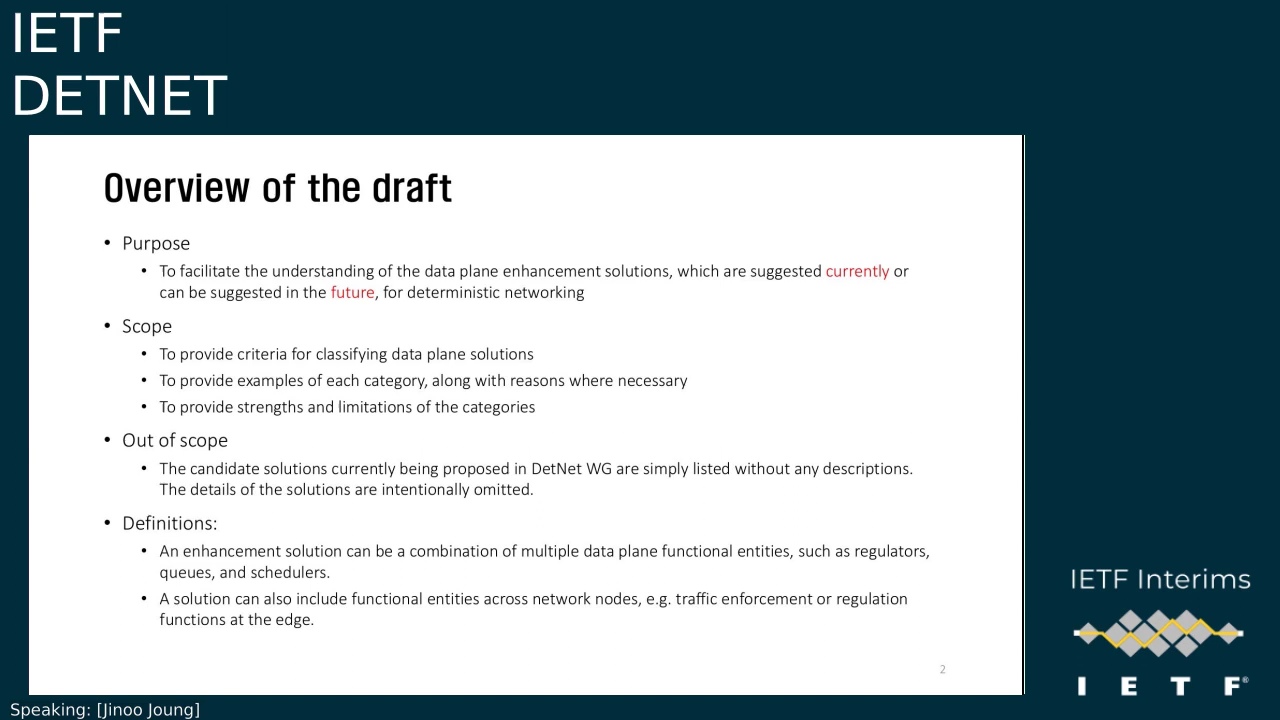 IETF
DETNET
Overview of the draft
• Purpose
• To facilitate the understanding of the data plane enhancement solutions, which are suggested currently or
can be suggested in the future, for deterministic networking
• Scope
• To provide criteria for classifying data plane solutions
• To provide examples of each category, along with reasons where necessary
• To provide strengths and limitations of the categories
• Out of scope
• The candidate solutions currently being proposed in DetNet WG are simply listed without any descriptions.
The details of the solutions are intentionally omitted.
• Definitions:
• An enhancement solution can be a combination of multiple data plane functional entities, such as regulators,
queues, and schedulers.
• A solution can also include functional entities across network nodes, e.g. traffic enforcement or regulation
functions at the edge.
2
IETF Interims
I E T F®
Speaking: [Jinoo Joung]